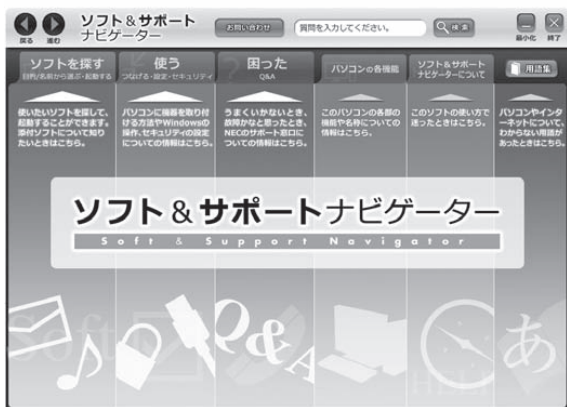 戻る 進む
ソフト&サポート
ナビゲーター
お問い合わせ
質問を入力してください。
検索
最小化 終了
ソフトを探す
目的/名前から選ぶ・起動する
使う
つなげる・設定・セキュリティ
困った
Q&A
パソコンの各機能
ソフト&サポート
ナビゲーターについて
用語集
使いたいソフトを探して、
起動することができます。
添付ソフトについて知り
たいときはこちら。
パソコンに機器を取り付
ける方法やWindowsの
操作、セキュリティの設定
についての情報はこちら。
うまくいかないとき、
故障かなと思ったとき、
NECのサポート窓口に
ついての情報はこちら。
このパソコンの各部の
機能や名称についての
情報はこちら。
このソフトの使い方で
迷ったときはこちら。
パソコンやインタ
ーネットについて、
わからない用語が
あったときはこちら。
ソフト&サポートナビゲーター
Soft & Support Navigator
Soft
Q&A
HELP
あ